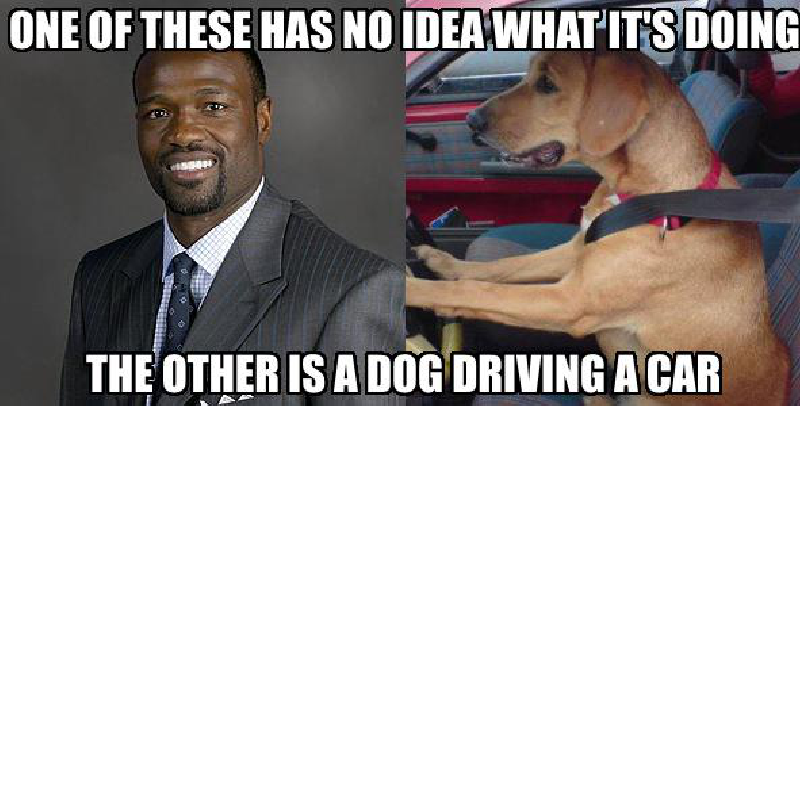 ONE OF THESE HAS NO IDEA WHAT IT'S DOING
THE OTHER IS A DOG DRIVING A CAR